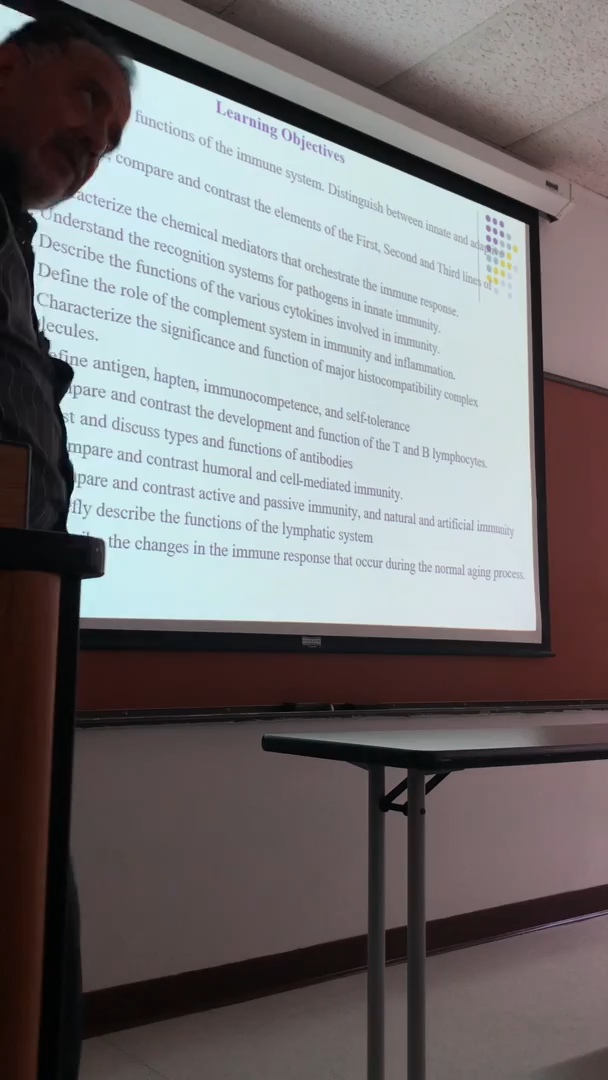 Learning Objectives
functions of the immune system. Distinguish between innate and
, compare and contrast the elements of the First, Second and Third lines of
acterize the chemical mediators that orchestrate the immune response.
Understand the recognition systems for pathogens in innate immunity.
Describe the functions of the various cytokines involved in immunity.
Define the role of the complement system in immunity and inflammation.
Characterize the significance and function of major histocompatibility complex
lecules.
efine antigen, hapten, immunocompetence, and self-tolerance
pare and contrast the development and function of the T and B lymphocytes.
st and discuss types and functions of antibodies
mpare and contrast humoral and cell-mediated immunity.
pare and contrast active and passive immunity, and natural and artificial immunity
fly describe the functions of the lymphatic system
the changes in the immune response that occur during the normal aging process.